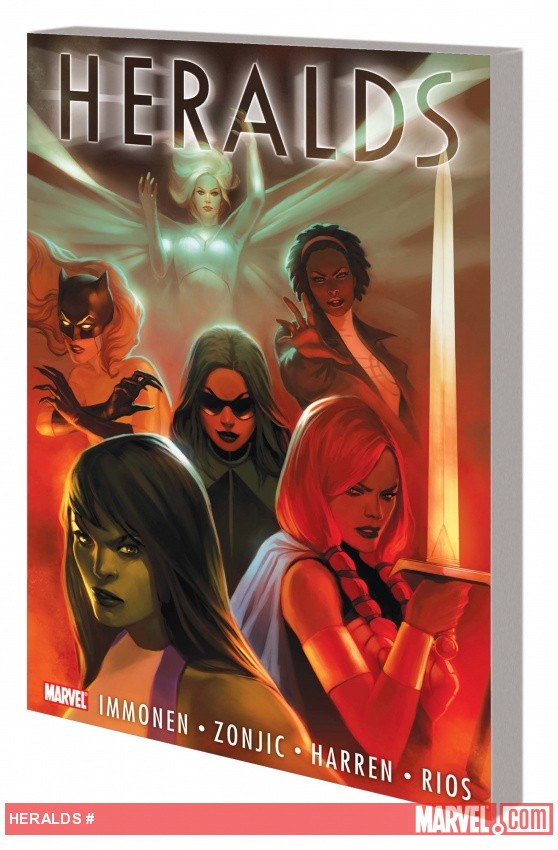 HERALDS
MARVEL
IMMONEN • ZONJIC • HARREN • RIOS
HERALDS #
MARVEL.com